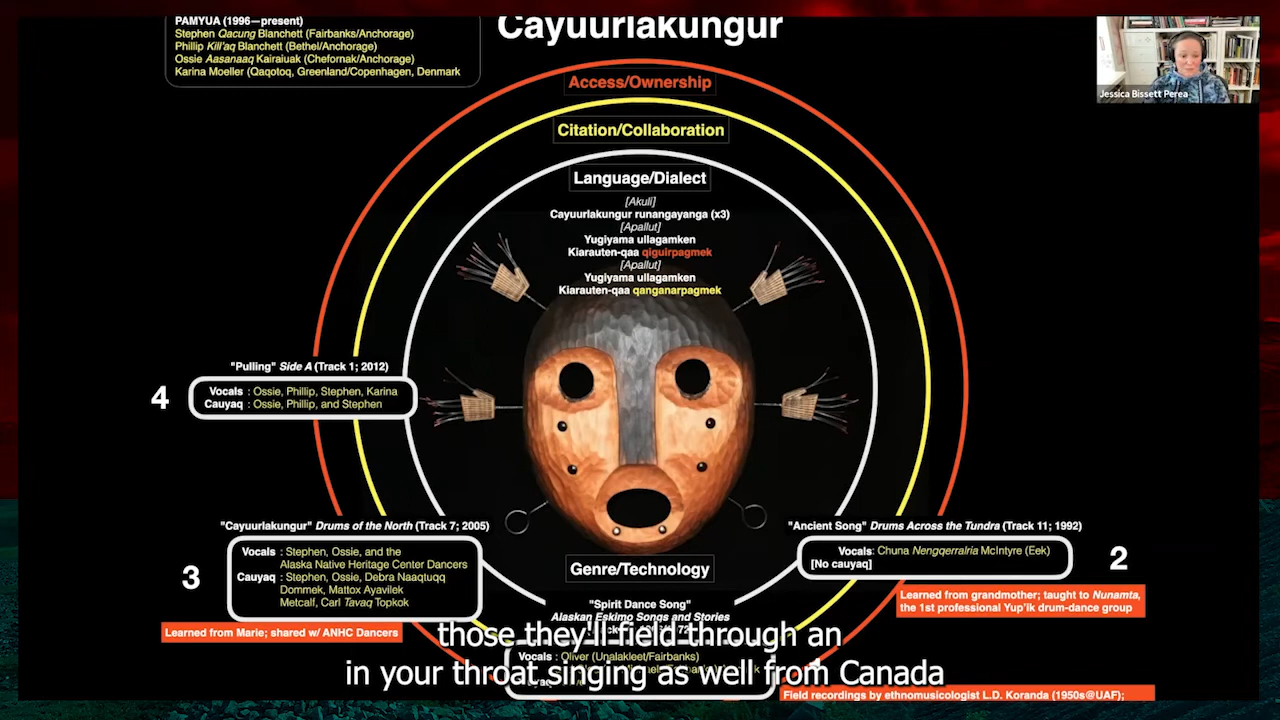 PAMYUA (1996—present)
Stephen Qacung Blanchett (Fairbanks/Anchorage)
Phillip Kill'aq Blanchett (Bethel/Anchorage)
Ossie Aasanaaq Kairaiuk (Chefornak/Anchorage)
Karina Moeller (Qaqotoq, Greenland/Copenhagen, Denmark
Cayuurlakungur
Jessica Bissett Perea
Access/Ownership
Citation/Collaboration
Language/Dialect
[Akuli]
Cayuurlakungur runangayanga (x3)
[Apallut]
Yugiyama ullagamken
Kiarauten-qaa qiguirpagmek
[Apallut]
Yugiyama ullagamken
Kiarauten-qaa qanganarpagmek
"Pulling" Side A (Track 1; 2012)
4
Vocals : Ossie, Phillip, Stephen, Karina
Cauyaq : Ossie, Phillip, and Stephen
"Cayuurlakungur" Drums of the North (Track 7; 2005)
3
Vocals : Stephen, Ossie, and the
Alaska Native Heritage Center Dancers
Cauyaq : Stephen, Ossie, Debra Naaqtuqq
Dommek, Mattox Ayavilek
Metcalf, Carl Tavaq Topkok
Learned from Marie; shared w/ ANHC Dancers
"Ancient Song" Drums Across the Tundra (Track 11; 1992)
2
Vocals: Chuna Nengqerralria McIntyre (Eek)
[No cauyaq]
Learned from grandmother; taught to Nunamta,
the 1st professional Yup'ik drum-dance group
Genre/Technology
"Spirit Dance Song"
Alaskan Eskimo Songs and Stories
Vocals : Oliver (Unalakleet/Fairbanks)
Field recordings by ethnomusicologist L.D. Koranda (1950s@UAF);
those they'll field through an
in your throat singing as well from Canada